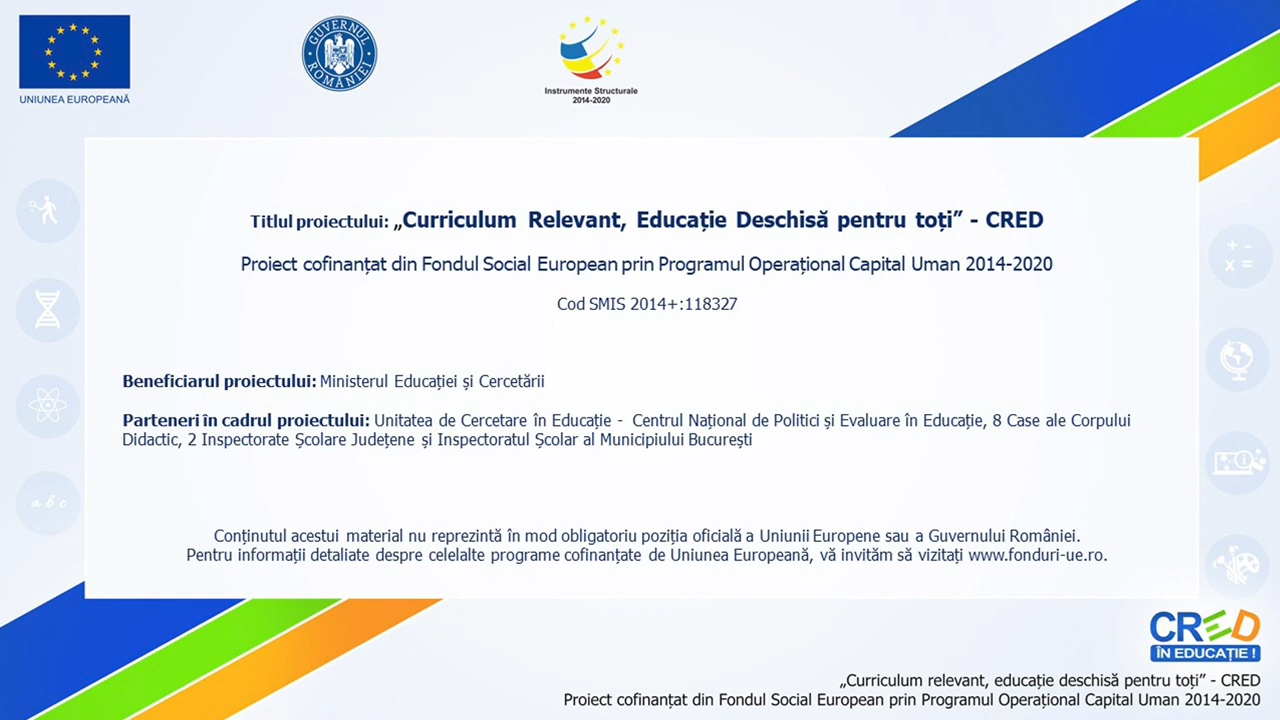 UNIUNEA EUROPEANĂ
GUVERNUL ROMÂNIEI
Instrumente Structurale
2014-2020
Titlul proiectului: „Curriculum Relevant, Educație Deschisă pentru toți” - CRED
Proiect cofinanțat din Fondul Social European prin Programul Operațional Capital Uman 2014-2020
Cod SMIS 2014+:118327
Beneficiarul proiectului: Ministerul Educației și Cercetării
Parteneri în cadrul proiectului: Unitatea de Cercetare în Educație - Centrul Național de Politici și Evaluare în Educație, 8 Case ale Corpului
Didactic, 2 Inspectorate Școlare Județene și Inspectoratul Școlar al Municipiului București
a b c
Conținutul acestui material nu reprezintă în mod obligatoriu poziția oficială a Uniunii Europene sau a Guvernului României.
Pentru informații detaliate despre celelalte programe cofinanțate de Uniunea Europeană, vă invităm să vizitați www.fonduri-ue.ro.
CRED
ÎN EDUCAȚIE !
„Curriculum relevant, educație deschisă pentru toți” - CRED
Proiect cofinanțat din Fondul Social European prin Programul Operațional Capital Uman 2014-2020